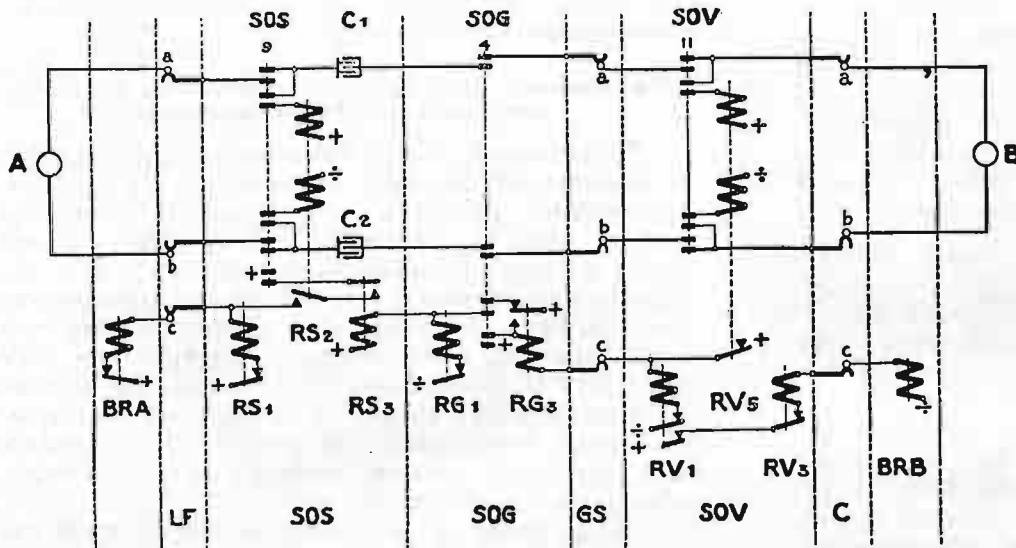 SOS C1 SOG SOV
9 4 11
a a a
A B
+ ÷ + ÷
C2
b b b
+ +
c RS2 + c + c
+ + RS3 + ÷ RG1 RG3 RV5 ÷
BRA RS1 ÷ + RV1 RV3 BRB
LF SOS SOG GS SOV C